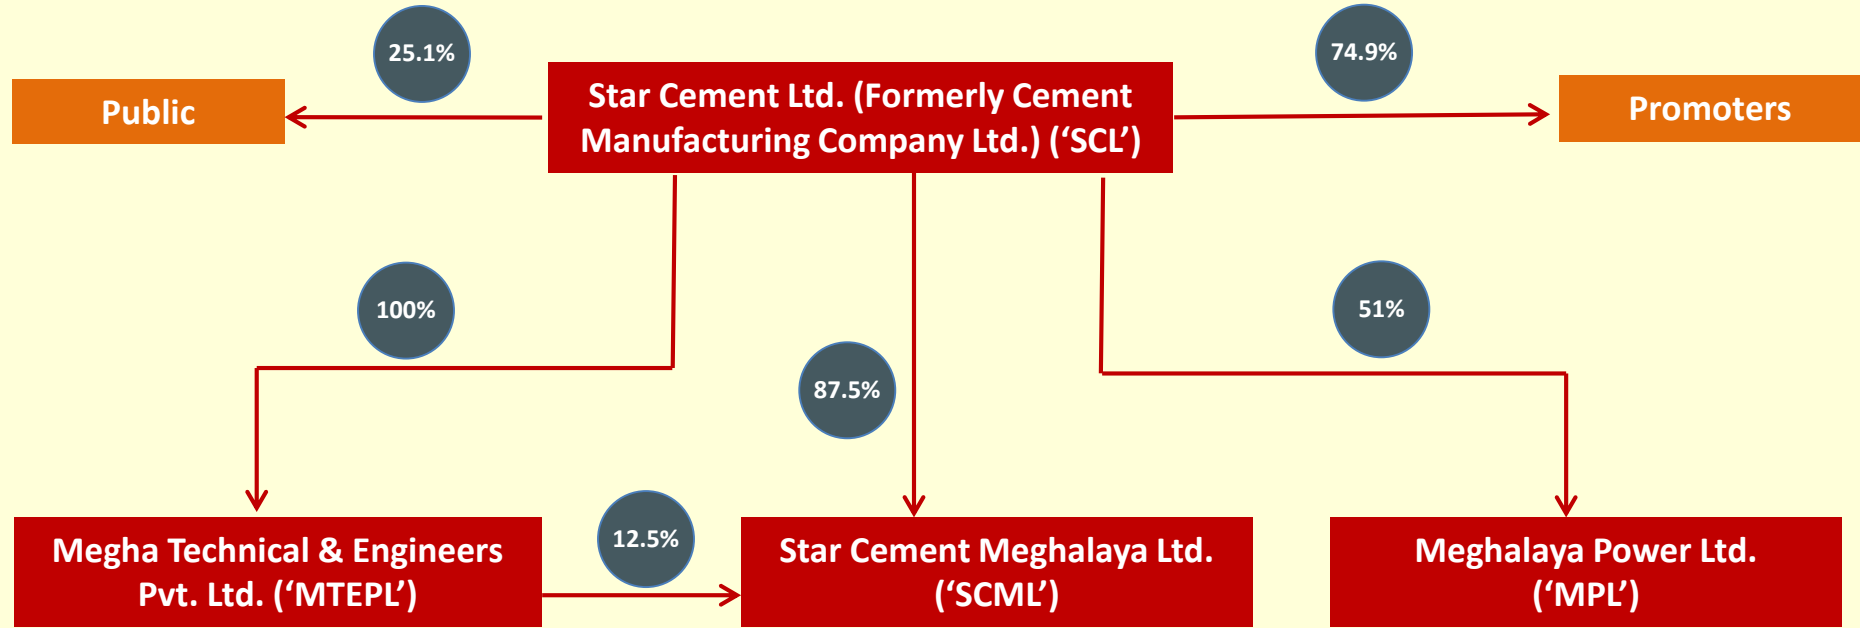 25.1%
74.9%
Public
Star Cement Ltd. (Formerly Cement
Manufacturing Company Ltd.) (‘SCL’)
Promoters
100%
87.5%
51%
Megha Technical & Engineers
Pvt. Ltd. (‘MTEPL’)
12.5%
Star Cement Meghalaya Ltd.
(‘SCML’)
Meghalaya Power Ltd.
(‘MPL’)